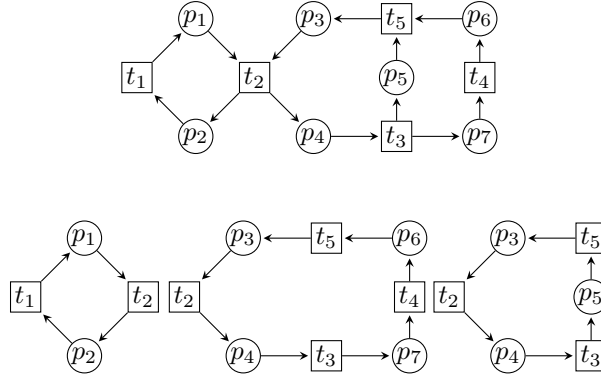 p1 p3 t5 p6
t1 t2 p5 t4
p2 p4 t3 p7
p1 p3 t5 p6 p3 t5
t1 t2 t2 t4 t2 p5
p2 p4 t3 p7 p4 t3